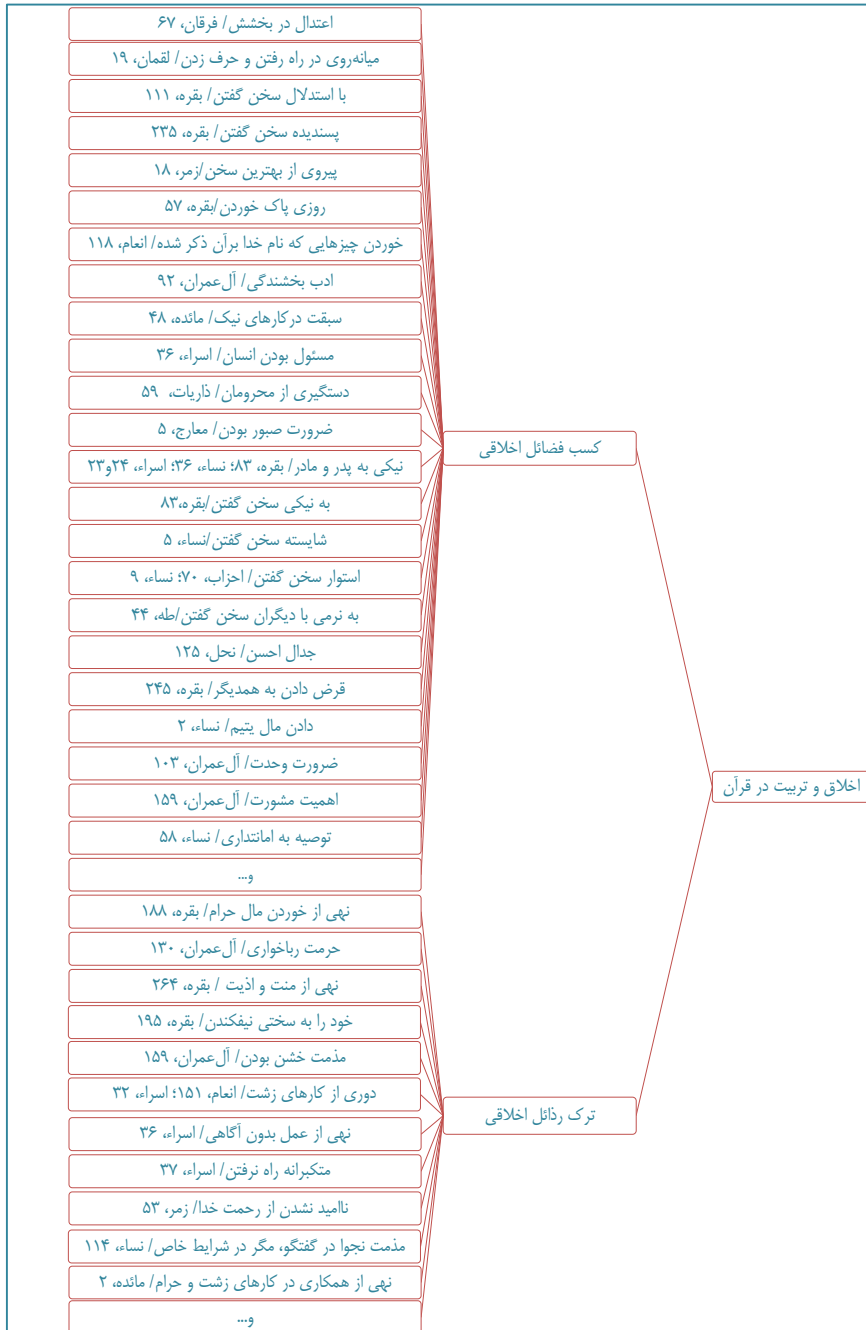 اخلاق و تربیت در قرآن
کسب فضائل اخلاقی
اعتدال در بخشش/ فرقان، ۶۷
میانه‌روی در راه رفتن و حرف زدن/ لقمان، ۱۹
با استدلال سخن گفتن/ بقره، ۱۱۱
پسندیده سخن گفتن/ بقره، ۲۳۵
پیروی از بهترین سخن/زمر، ۱۸
روزی پاک خوردن/بقره، ۵۷
خوردن چیزهایی که نام خدا برآن ذکر شده/ انعام، ۱۱۸
ادب بخشندگی/ آل‌عمران، ۹۲
سبقت درکارهای نیک/ مائده، ۴۸
مسئول بودن انسان/ اسراء، ۳۶
دستگیری از محرومان/ ذاریات، ۵۹
ضرورت صبور بودن/ معارج، ۵
نیکی به پدر و مادر/ بقره، ۸۳؛ نساء، ۳۶؛ اسراء، ۲۴و۲۳
به نیکی سخن گفتن/بقره،۸۳
شایسته سخن گفتن/نساء، ۵
استوار سخن گفتن/ احزاب، ۷۰؛ نساء، ۹
به نرمی با دیگران سخن گفتن/طه، ۴۴
جدال احسن/ نحل، ۱۲۵
قرض دادن به همدیگر/ بقره، ۲۴۵
دادن مال یتیم/ نساء، ۲
ضرورت وحدت/ آل‌عمران، ۱۰۳
اهمیت مشورت/ آل‌عمران، ۱۵۹
توصیه به امانتداری/ نساء، ۵۸
و...
ترک رذائل اخلاقی
نهی از خوردن مال حرام/ بقره، ۱۸۸
حرمت رباخواری/ آل‌عمران، ۱۳۰
نهی از منت و اذیت / بقره، ۲۶۴
خود را به سختی نیفکندن/ بقره، ۱۹۵
مذمت خشن بودن/ آل‌عمران، ۱۵۹
دوری از کارهای زشت/ انعام، ۱۵۱؛ اسراء، ۳۲
نهی از عمل بدون آگاهی/ اسراء، ۳۶
متکبرانه راه نرفتن/ اسراء، ۳۷
ناامید نشدن از رحمت خدا/ زمر، ۵۳
مذمت نجوا در گفتگو، مگر در شرایط خاص/ نساء، ۱۱۴
نهی از همکاری در کارهای زشت و حرام/ مائده، ۲
و...